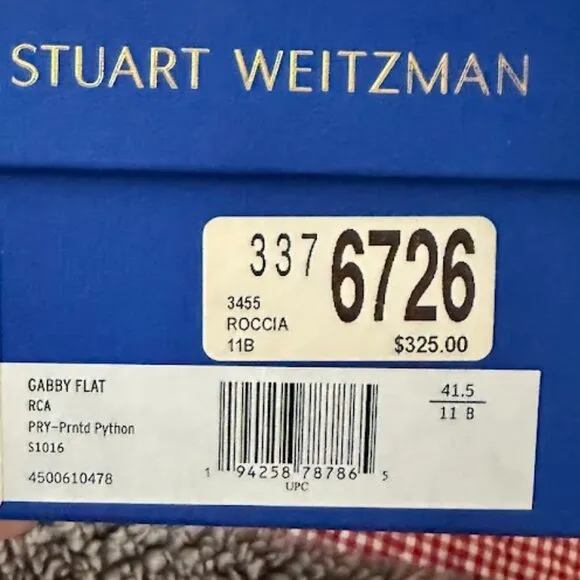 STUART WEITZMAN
337 6726
3455
ROCCIA
11B $325.00
GABBY FLAT
RCA
PRY-Prntd Python
S1016
4500610478
1 94258 78786 5
UPC
41.5
11 B